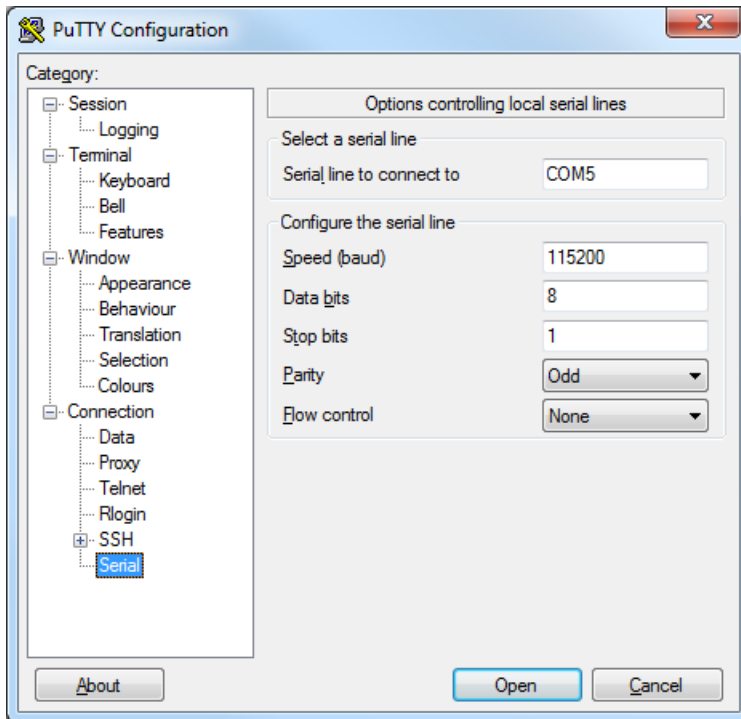 PuTTY Configuration
Category:
Session
Logging
Terminal
Keyboard
Bell
Features
Window
Appearance
Behaviour
Translation
Selection
Colours
Connection
Data
Proxy
Telnet
Rlogin
SSH
Serial
Options controlling local serial lines
Select a serial line
Serial line to connect to COM5
Configure the serial line
Speed (baud) 115200
Data bits 8
Stop bits 1
Parity Odd
Flow control None
About Open Cancel